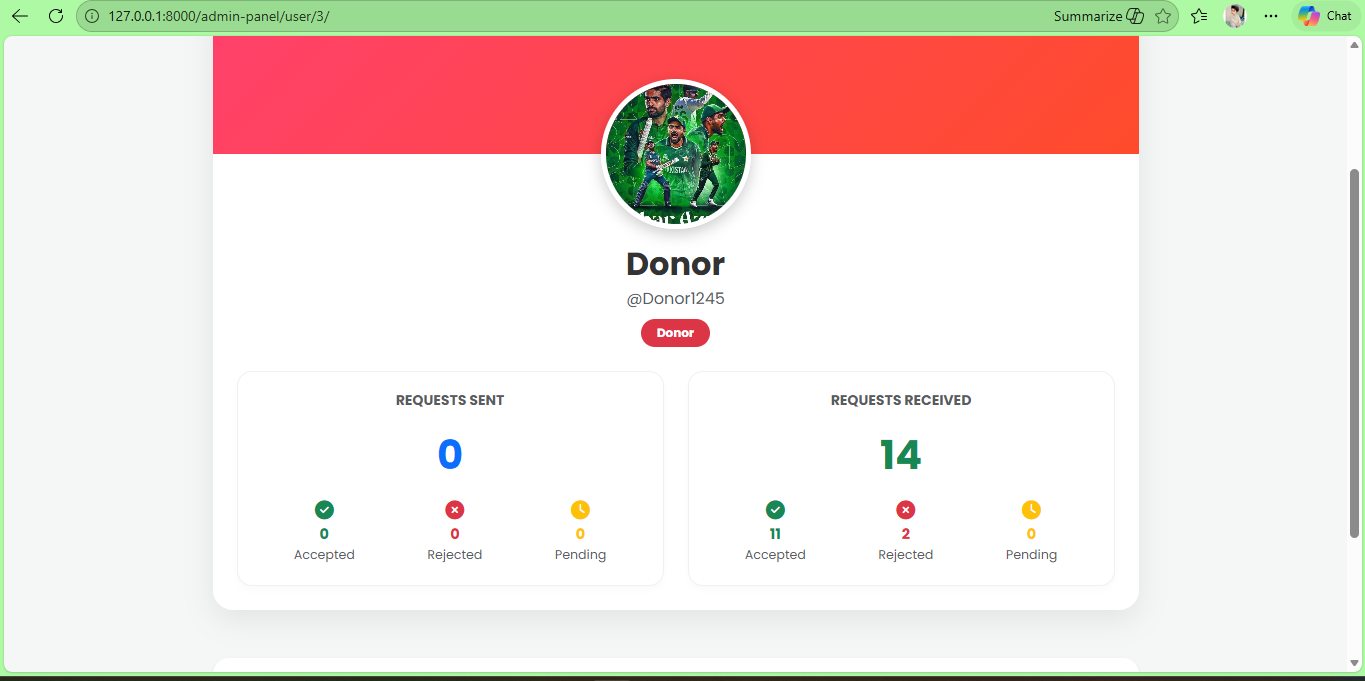 127.0.0.1:8000/admin-panel/user/3/
Summarize
Chat
Donor
@Donor1245
Donor
REQUESTS SENT
0
0
0
0
Accepted
Rejected
Pending
REQUESTS RECEIVED
14
11
2
0
Accepted
Rejected
Pending